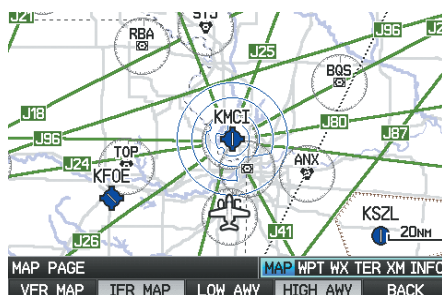 J21
STJ
J96
RBA
J25
BQS
J18
KMCI
J80
J96
J87
J24
TOP
ANX
KFOE
KSZL
J26
J41
20NM
MAP PAGE MAP WPT WX TER XM INFO
VFR MAP IFR MAP LOW AWY HIGH AWY BACK